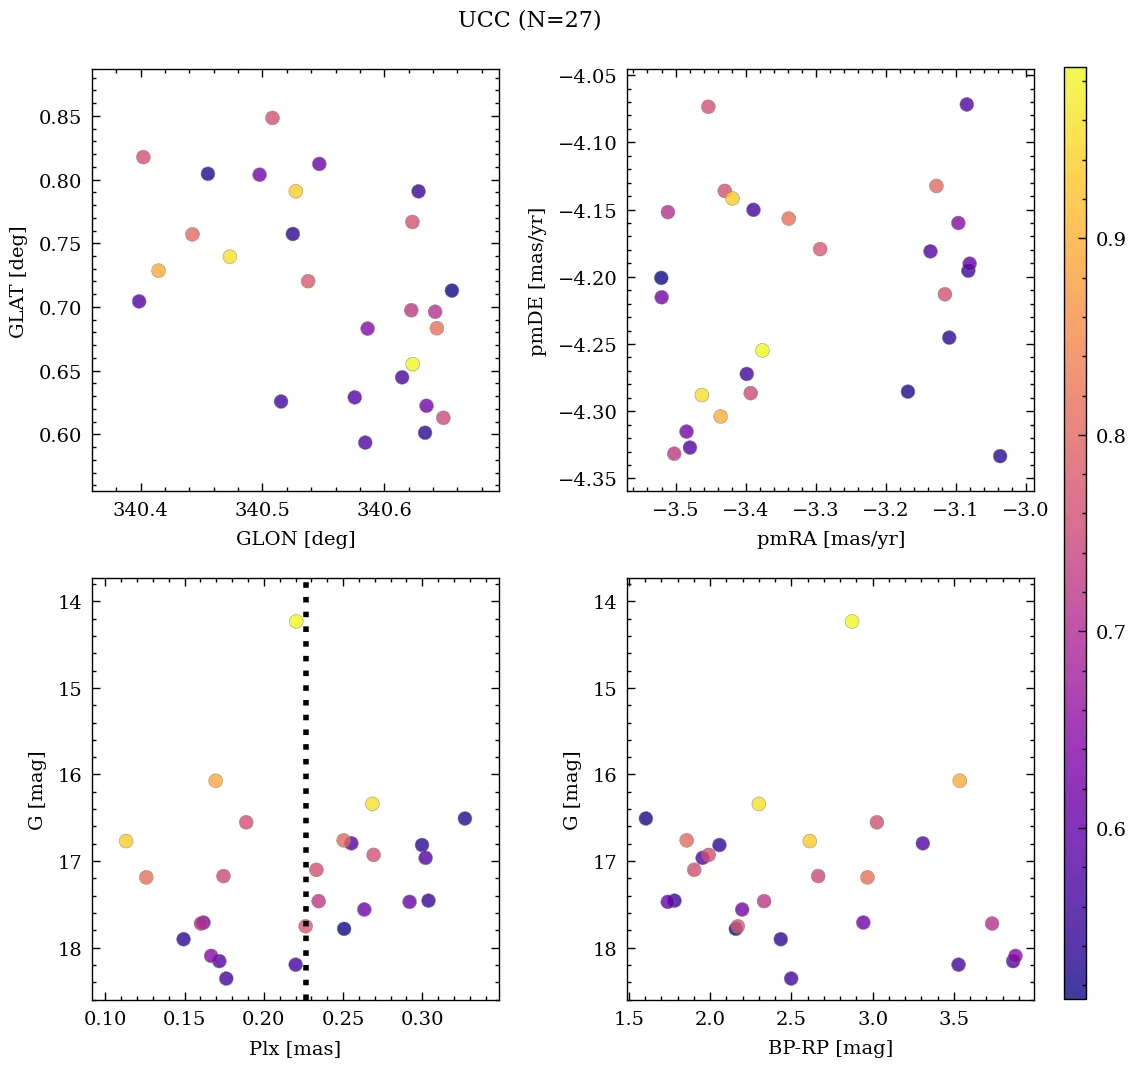 UCC (N=27)
0.85
0.80
0.75
0.70
0.65
0.60
GLAT [deg]
340.4 340.5 340.6
GLON [deg]
−4.05
−4.10
−4.15
−4.20
−4.25
−4.30
−4.35
pmDE [mas/yr]
−3.5 −3.4 −3.3 −3.2 −3.1 −3.0
pmRA [mas/yr]
14
15
16
17
18
G [mag]
0.10 0.15 0.20 0.25 0.30
Plx [mas]
14
15
16
17
18
G [mag]
1.5 2.0 2.5 3.0 3.5
BP-RP [mag]
0.9
0.8
0.7
0.6